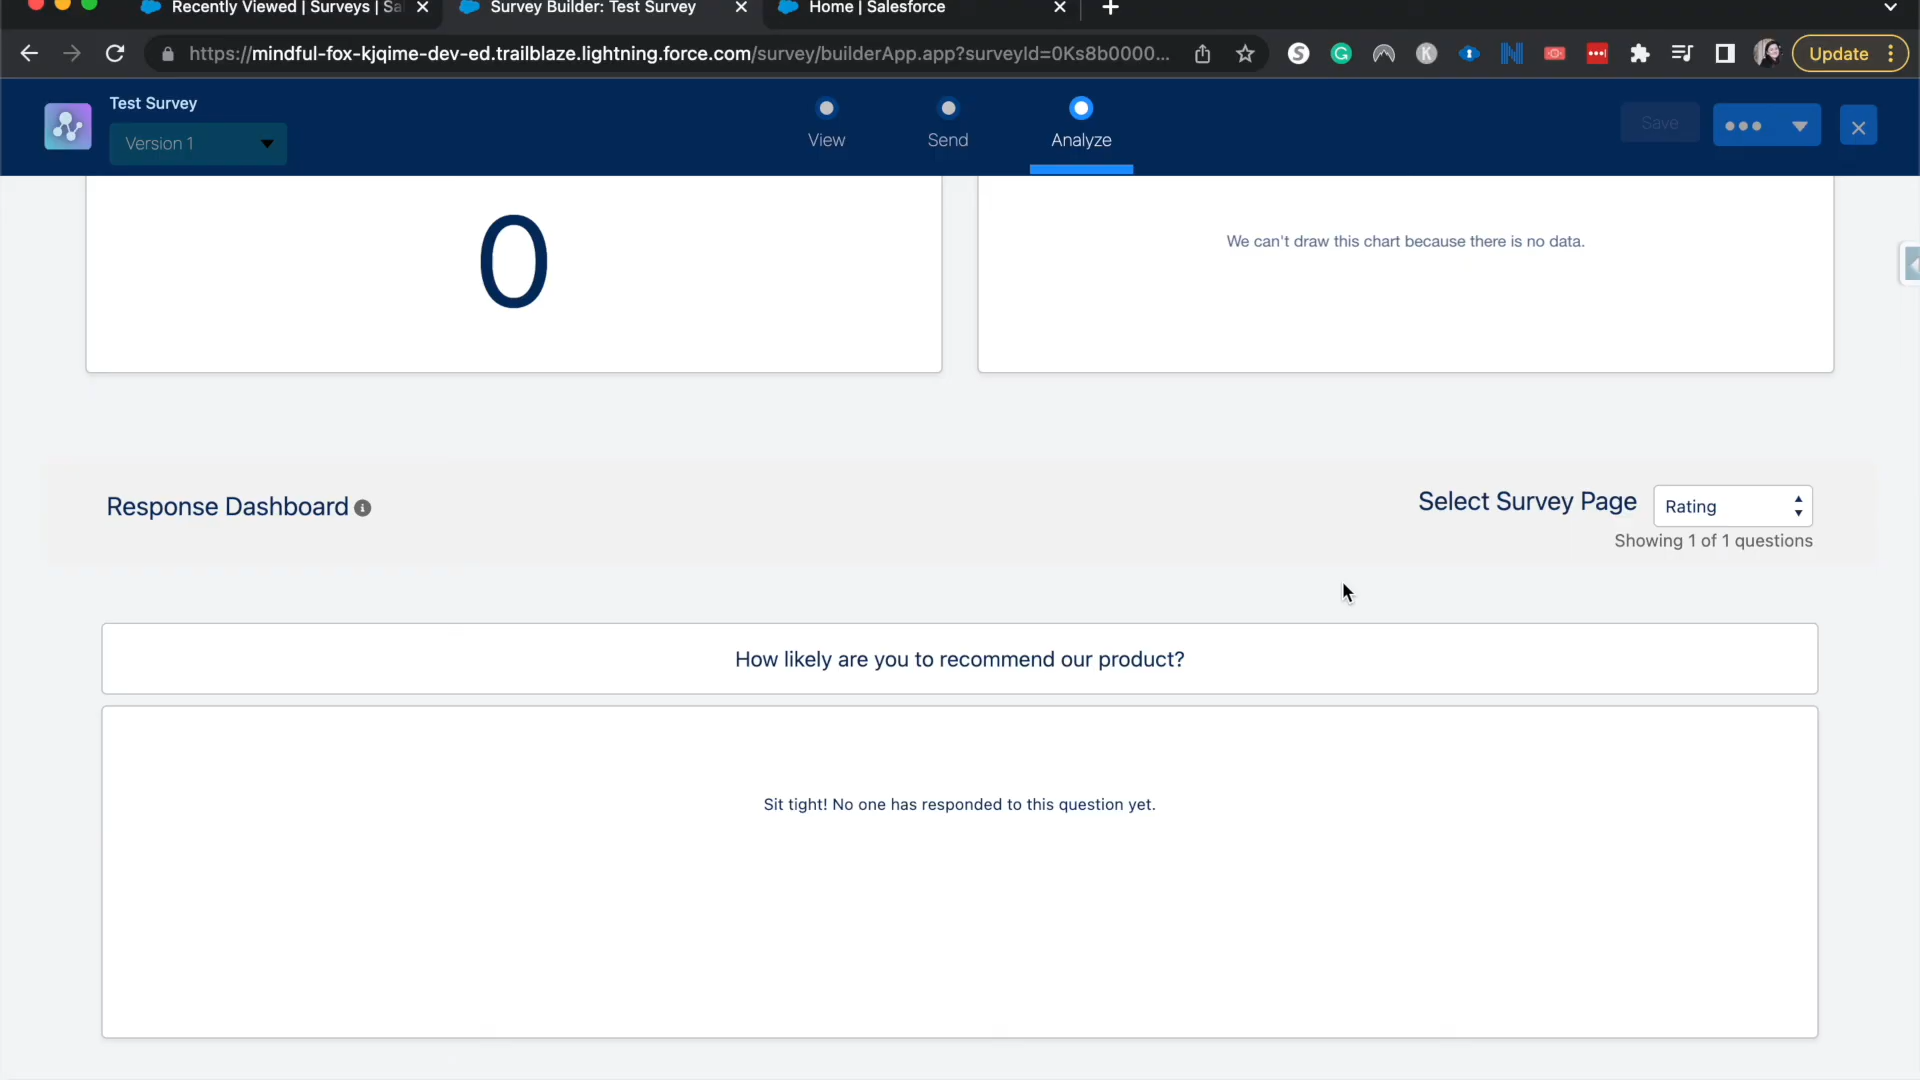 Recently Viewed | Surveys | Sa
Survey Builder: Test Survey
Home | Salesforce
https://mindful-fox-kjqime-dev-ed.trailblaze.lightning.force.com/survey/builderApp.app?surveyId=0Ks8b0000...
Update
Test Survey
Version 1
View
Send
Analyze
Save
0
We can't draw this chart because there is no data.
Response Dashboard
Select Survey Page
Rating
Showing 1 of 1 questions
How likely are you to recommend our product?
Sit tight! No one has responded to this question yet.